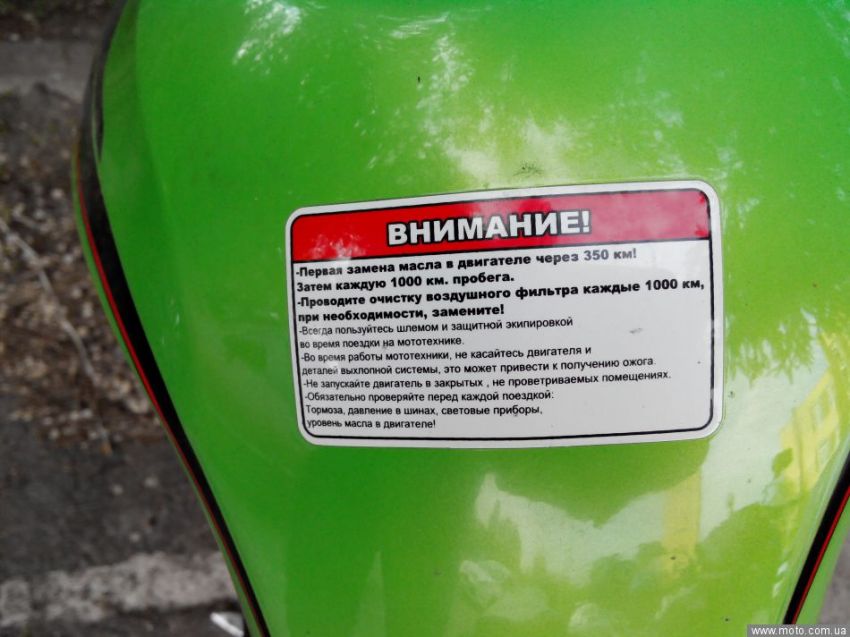 ВНИМАНИЕ!
-Первая замена масла в двигателе через 350 км!
Затем каждую 1000 км. пробега.
-Проводите очистку воздушного фильтра каждые 1000 км,
при необходимости, замените!
-Всегда пользуйтесь шлемом и защитной экипировкой
во время поездки на мототехнике.
-Во время работы мототехники, не касайтесь двигателя и
деталей выхлопной системы, это может привести к получению ожога.
-Не запускайте двигатель в закрытых , не проветриваемых помещениях.
-Обязательно проверяйте перед каждой поездкой:
Тормоза, давление в шинах, световые приборы,
уровень масла в двигателе!
www.moto.com.ua